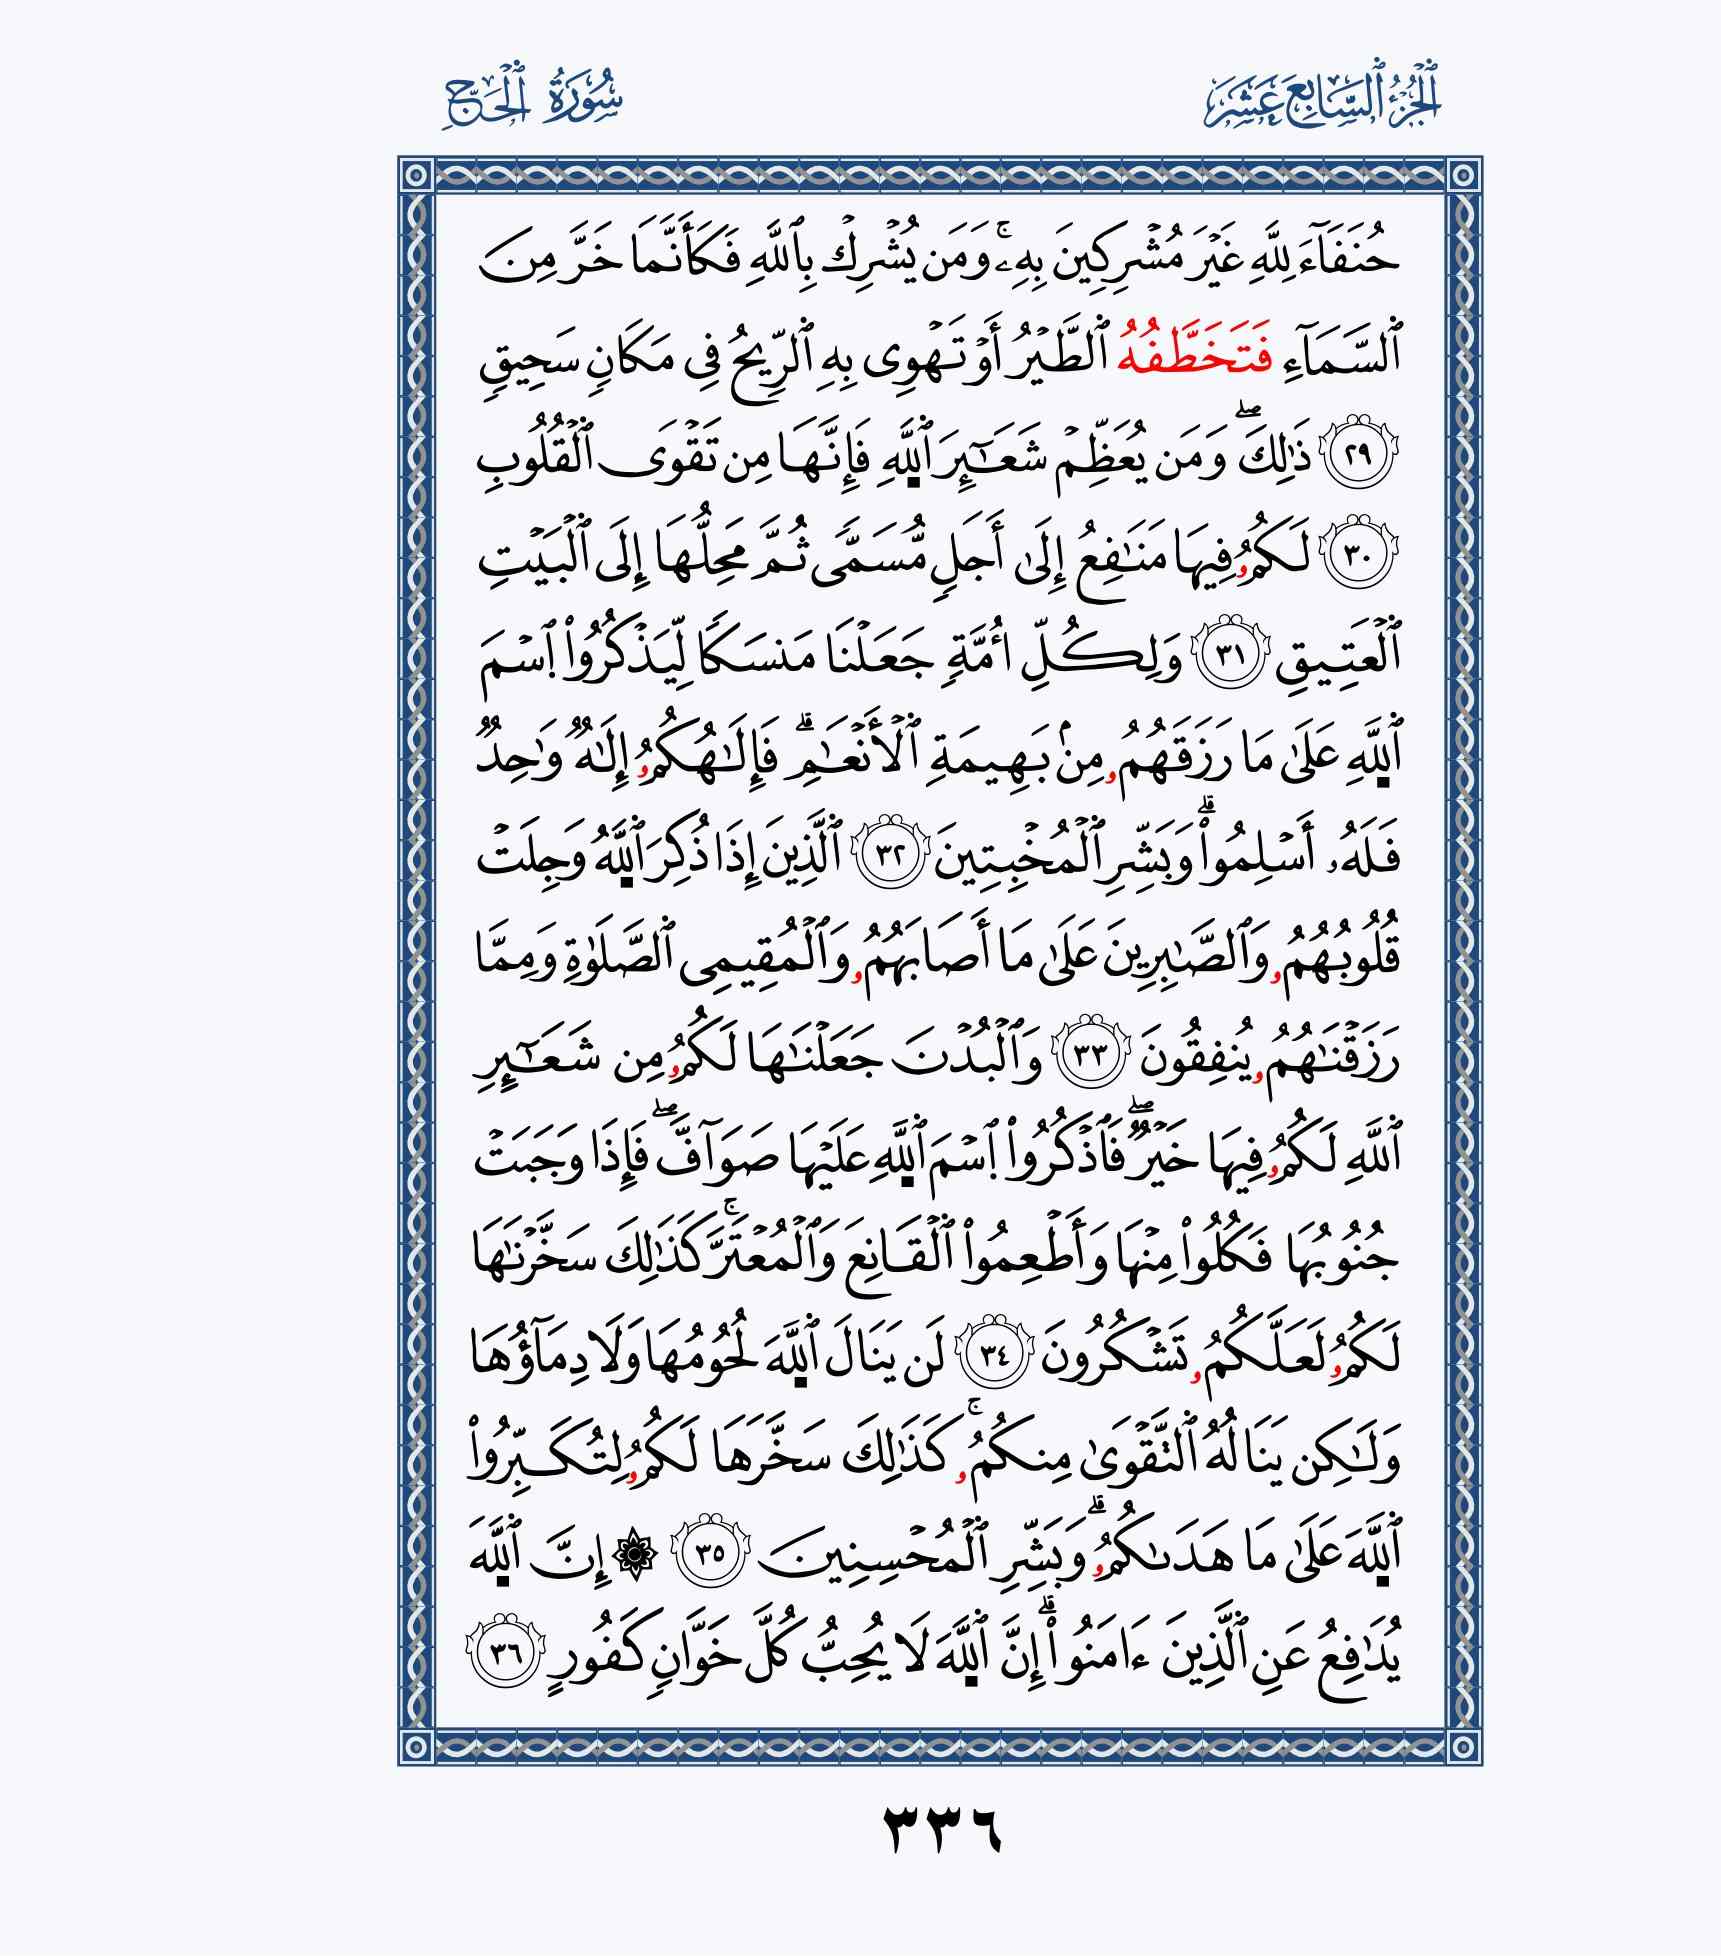 ٱلْجُزْءُ ٱلسَّابِعَ عَشَرَ
سُورَةُ ٱلْحَجِّ
حُنَفَآءَ لِلَّهِ غَيْرَ مُشْرِكِينَ بِهِۦۚ وَمَن يُشْرِكْ بِٱللَّهِ فَكَأَنَّمَا خَرَّ مِنَ
ٱلسَّمَآءِ فَتَخَطَّفُهُ ٱلطَّيْرُ أَوْ تَهْوِى بِهِ ٱلرِّيحُ فِى مَكَانٖ سَحِيقٖ
٢٩ ذَٰلِكَۖ وَمَن يُعَظِّمْ شَعَـٰٓئِرَ ٱللَّهِ فَإِنَّهَا مِن تَقْوَى ٱلْقُلُوبِ
٣٠ لَكُمُۥ فِيهَا مَنَـٰفِعُ إِلَىٰ أَجَلٖ مُّسَمًّى ثُمَّ مَحِلُّهَا إِلَى ٱلْبَيْتِ
ٱلْعَتِيقِ ٣١ وَلِكُلِّ أُمَّةٖ جَعَلْنَا مَنسَكًا لِّيَذْكُرُواْ ٱسْمَ
ٱللَّهِ عَلَىٰ مَا رَزَقَهُمُۥ مِنۢ بَهِيمَةِ ٱلْأَنْعَـٰمِۗ فَإِلَـٰهُكُمُۥ إِلَـٰهٞ وَٰحِدٞ
فَلَهُۥ أَسْلِمُواْۗ وَبَشِّرِ ٱلْمُخْبِتِينَ ٣٢ ٱلَّذِينَ إِذَا ذُكِرَ ٱللَّهُ وَجِلَتْ
قُلُوبُهُمُۥ وَٱلصَّـٰبِرِينَ عَلَىٰ مَا أَصَابَهُمُۥ وَٱلْمُقِيمِى ٱلصَّلَوٰةِ وَمِمَّا
رَزَقْنَـٰهُمُۥ يُنفِقُونَ ٣٣ وَٱلْبُدْنَ جَعَلْنَـٰهَا لَكُمُۥ مِن شَعَـٰٓئِرِ
ٱللَّهِ لَكُمُۥ فِيهَا خَيْرٞۖ فَٱذْكُرُواْ ٱسْمَ ٱللَّهِ عَلَيْهَا صَوَآفَّۖ فَإِذَا وَجَبَتْ
جُنُوبُهَا فَكُلُواْ مِنْهَا وَأَطْعِمُواْ ٱلْقَانِعَ وَٱلْمُعْتَرَّۚ كَذَٰلِكَ سَخَّرْنَـٰهَا
لَكُمُۥ لَعَلَّكُمُۥ تَشْكُرُونَ ٣٤ لَن يَنَالَ ٱللَّهَ لُحُومُهَا وَلَا دِمَآؤُهَا
وَلَـٰكِن يَنَالُهُ ٱلتَّقْوَىٰ مِنكُمُۥۚ كَذَٰلِكَ سَخَّرَهَا لَكُمُۥ لِتُكَبِّرُواْ
ٱللَّهَ عَلَىٰ مَا هَدَىٰكُمُۥۗ وَبَشِّرِ ٱلْمُحْسِنِينَ ٣٥ ۞ إِنَّ ٱللَّهَ
يُدَٰفِعُ عَنِ ٱلَّذِينَ ءَامَنُواْۗ إِنَّ ٱللَّهَ لَا يُحِبُّ كُلَّ خَوَّانٖ كَفُورٍ ٣٦
٣٣٦